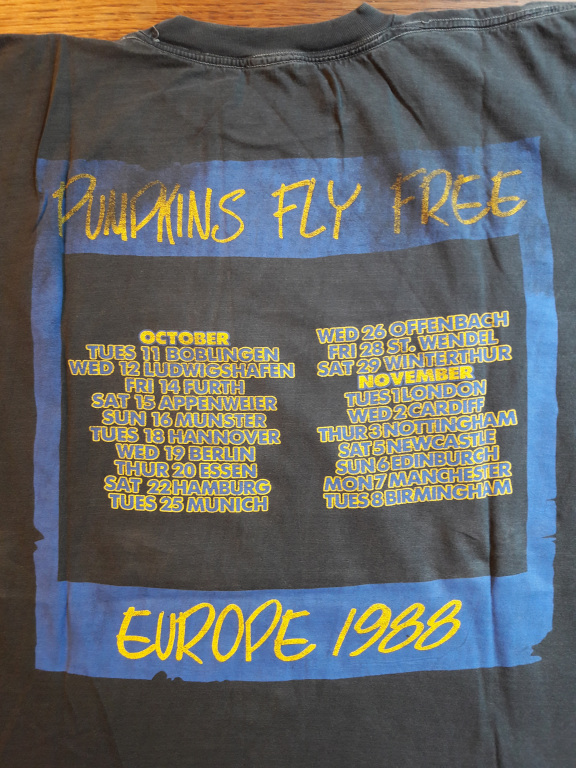 PUMPKINS FLY FREE
OCTOBER
TUES 11 BOBLINGEN
WED 12 LUDWIGSHAFEN
FRI 14 FURTH
SAT 15 APPENWEIER
SUN 16 MUNSTER
TUES 18 HANNOVER
WED 19 BERLIN
THUR 20 ESSEN
SAT 22 HAMBURG
TUES 25 MUNICH
WED 26 OFFENBACH
FRI 28 ST. WENDEL
SAT 29 WINTERTHUR
NOVEMBER
TUES 1 LONDON
WED 2 CARDIFF
THUR 3 NOTTINGHAM
SAT 5 NEWCASTLE
SUN 6 EDINBURCH
MON 7 MANCHESTER
TUES 8 BIRMINGHAM
EUROPE 1988